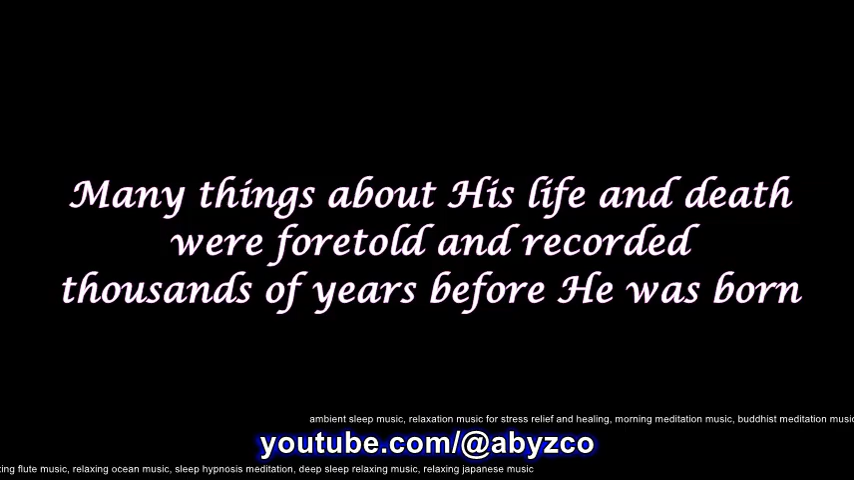 Many things about His life and death
were foretold and recorded
thousands of years before He was born
ambient sleep music, relaxation music for stress relief and healing, morning meditation music, buddhist meditation music
youtube.com/@abyzco
flute music, relaxing ocean music, sleep hypnosis meditation, deep sleep relaxing music, relaxing japanese music